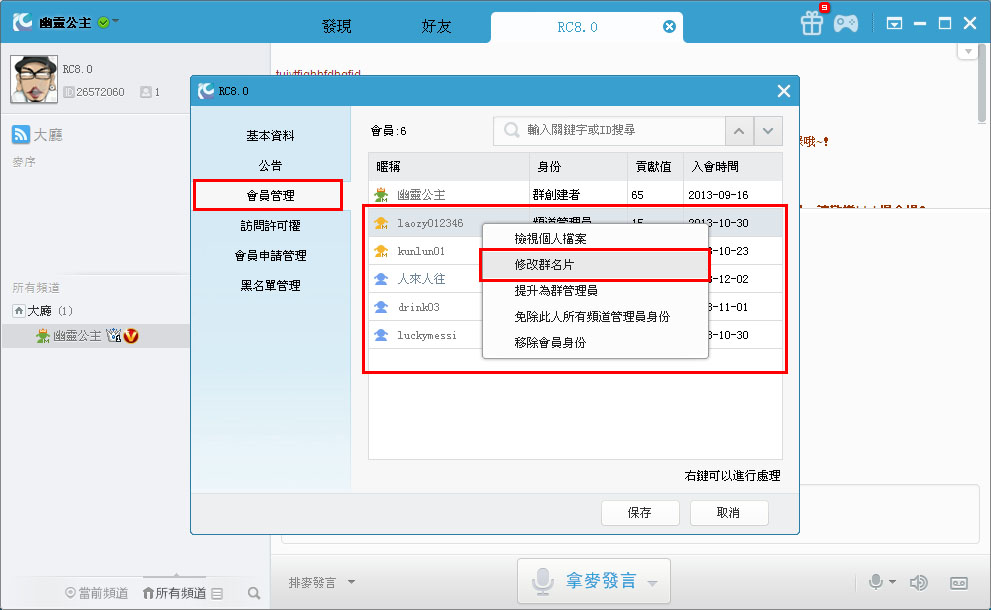 幽靈公主
發現
好友
RC8.0
9
RC8.0
ID 26572060 1
大廳
麥序
所有頻道
大廳 (1)
幽靈公主
當前頻道
所有頻道
RC8.0
基本資料
公告
會員管理
訪問許可權
會員申請管理
黑名單管理
會員:6
輸入關鍵字或ID搜尋
暱稱 身份 貢獻值 入會時間
幽靈公主 群創建者 65 2013-09-16
laozy012346 頻道管理員 15 3-10-30
kunlun01 3-10-23
人來人往 3-12-02
drink03 3-11-01
luckymessi 3-10-30
檢視個人檔案
修改群名片
提升為群管理員
免除此人所有頻道管理員身份
移除會員身份
右鍵可以進行處理
保存
取消
哦~!
排麥發言
拿麥發言